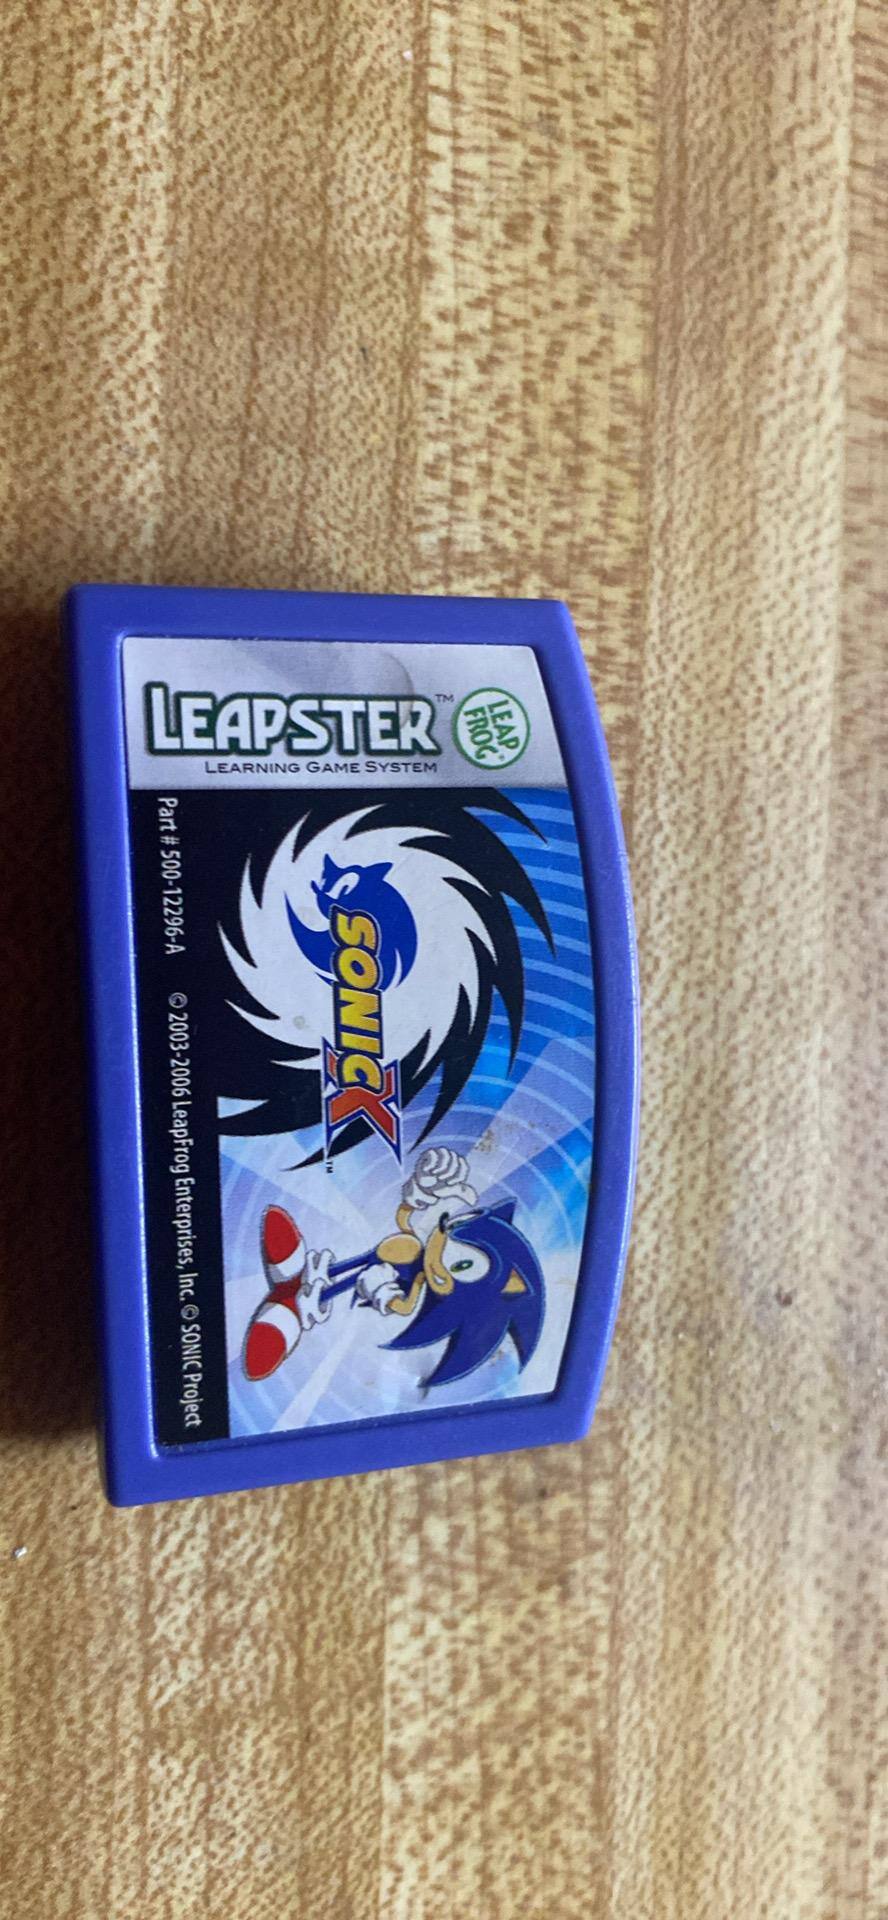 LEAP
FROG®
LEAPSTER™
LEARNING GAME SYSTEM
SONIC X™
Part # 500-12296-A © 2003-2006 LeapFrog Enterprises, Inc. © SONIC Project